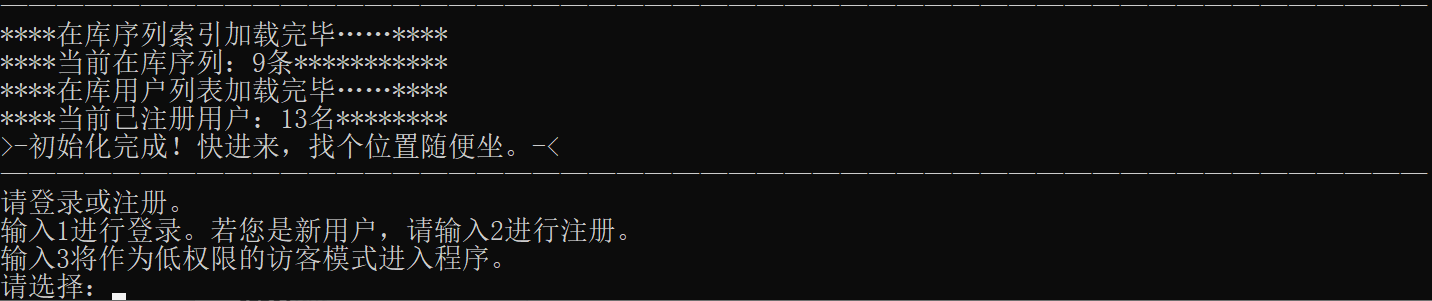 ****在库序列索引加载完毕……****
****当前在库序列：9条***********
****在库用户列表加载完毕……****
****当前已注册用户：13名********
>-初始化完成！快进来，找个位置随便坐。-<
请登录或注册。
输入1进行登录。若您是新用户，请输入2进行注册。
输入3将作为低权限的访客模式进入程序。
请选择：